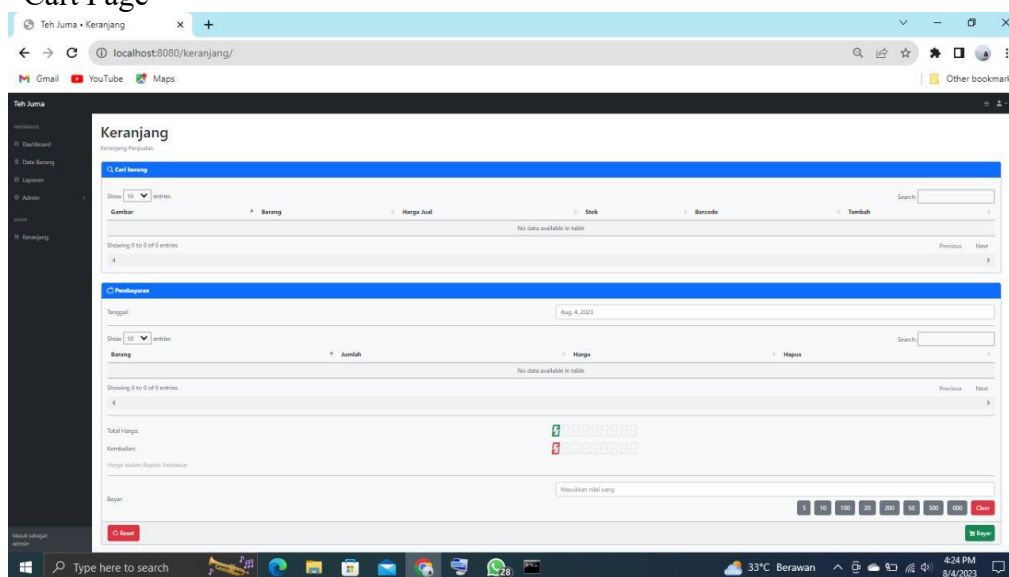 Cart Page
Teh Juma • Keranjang
localhost:8080/keranjang/
Gmail YouTube Maps Other bookmark
Teh Juma
Keranjang
Keranjang Penjualan
Dashboard
Data Barang
Laporan
Admin
Keranjang
Cari barang
Show 10 entries Search:
Gambar Barang Harga Jual Stok Barcode Tambah
No data available in table
Showing 0 to 0 of 0 entries Previous Next
Pembayaran
Tanggal: Aug. 4, 2023
Show 10 entries Search:
Barang Jumlah Harga Hapus
No data available in table
Showing 0 to 0 of 0 entries Previous Next
Total Harga:
Kembalian:
Harga dalam Rupiah Indonesia
Bayar: Masukkan nilai uang
5 10 100 20 200 50 500 000 Clear
Reset Bayar
Masuk sebagai
admin
Type here to search 28 33°C Berawan 4:24 PM
8/4/2023